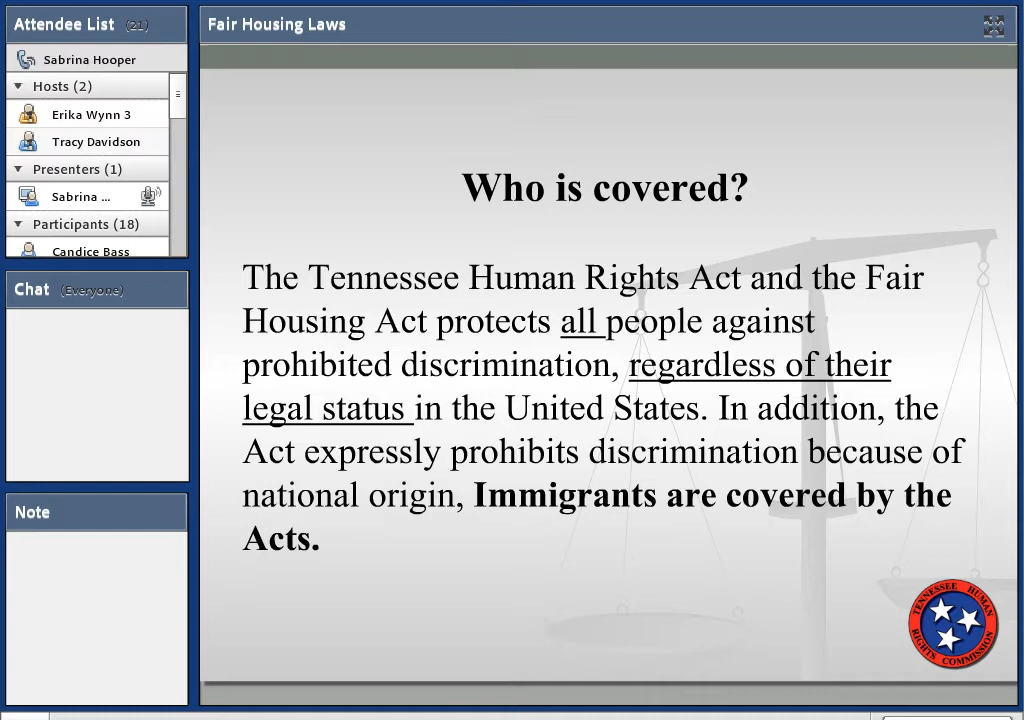 Attendee List (21)
Sabrina Hooper
Hosts (2)
Erika Wynn 3
Tracy Davidson
Presenters (1)
Sabrina ...
Participants (18)
Candice Bass
Chat (Everyone)
Note
Fair Housing Laws
Who is covered?
The Tennessee Human Rights Act and the Fair
Housing Act protects all people against
prohibited discrimination, regardless of their
legal status in the United States. In addition, the
Act expressly prohibits discrimination because of
national origin, Immigrants are covered by the
Acts.
TENNESSEE HUMAN
RIGHTS COMMISSION